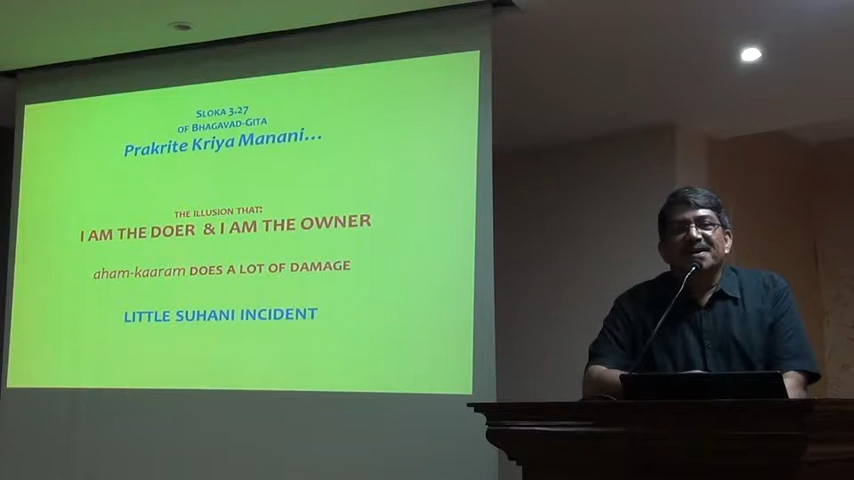 SLOKA 3.27
OF BHAGAVAD-GITA
PRAKRITE KRIYA MANANI...
THE ILLUSION THAT:
I AM THE DOER & I AM THE OWNER
aham-kaaram DOES A LOT OF DAMAGE
LITTLE SUHANI INCIDENT